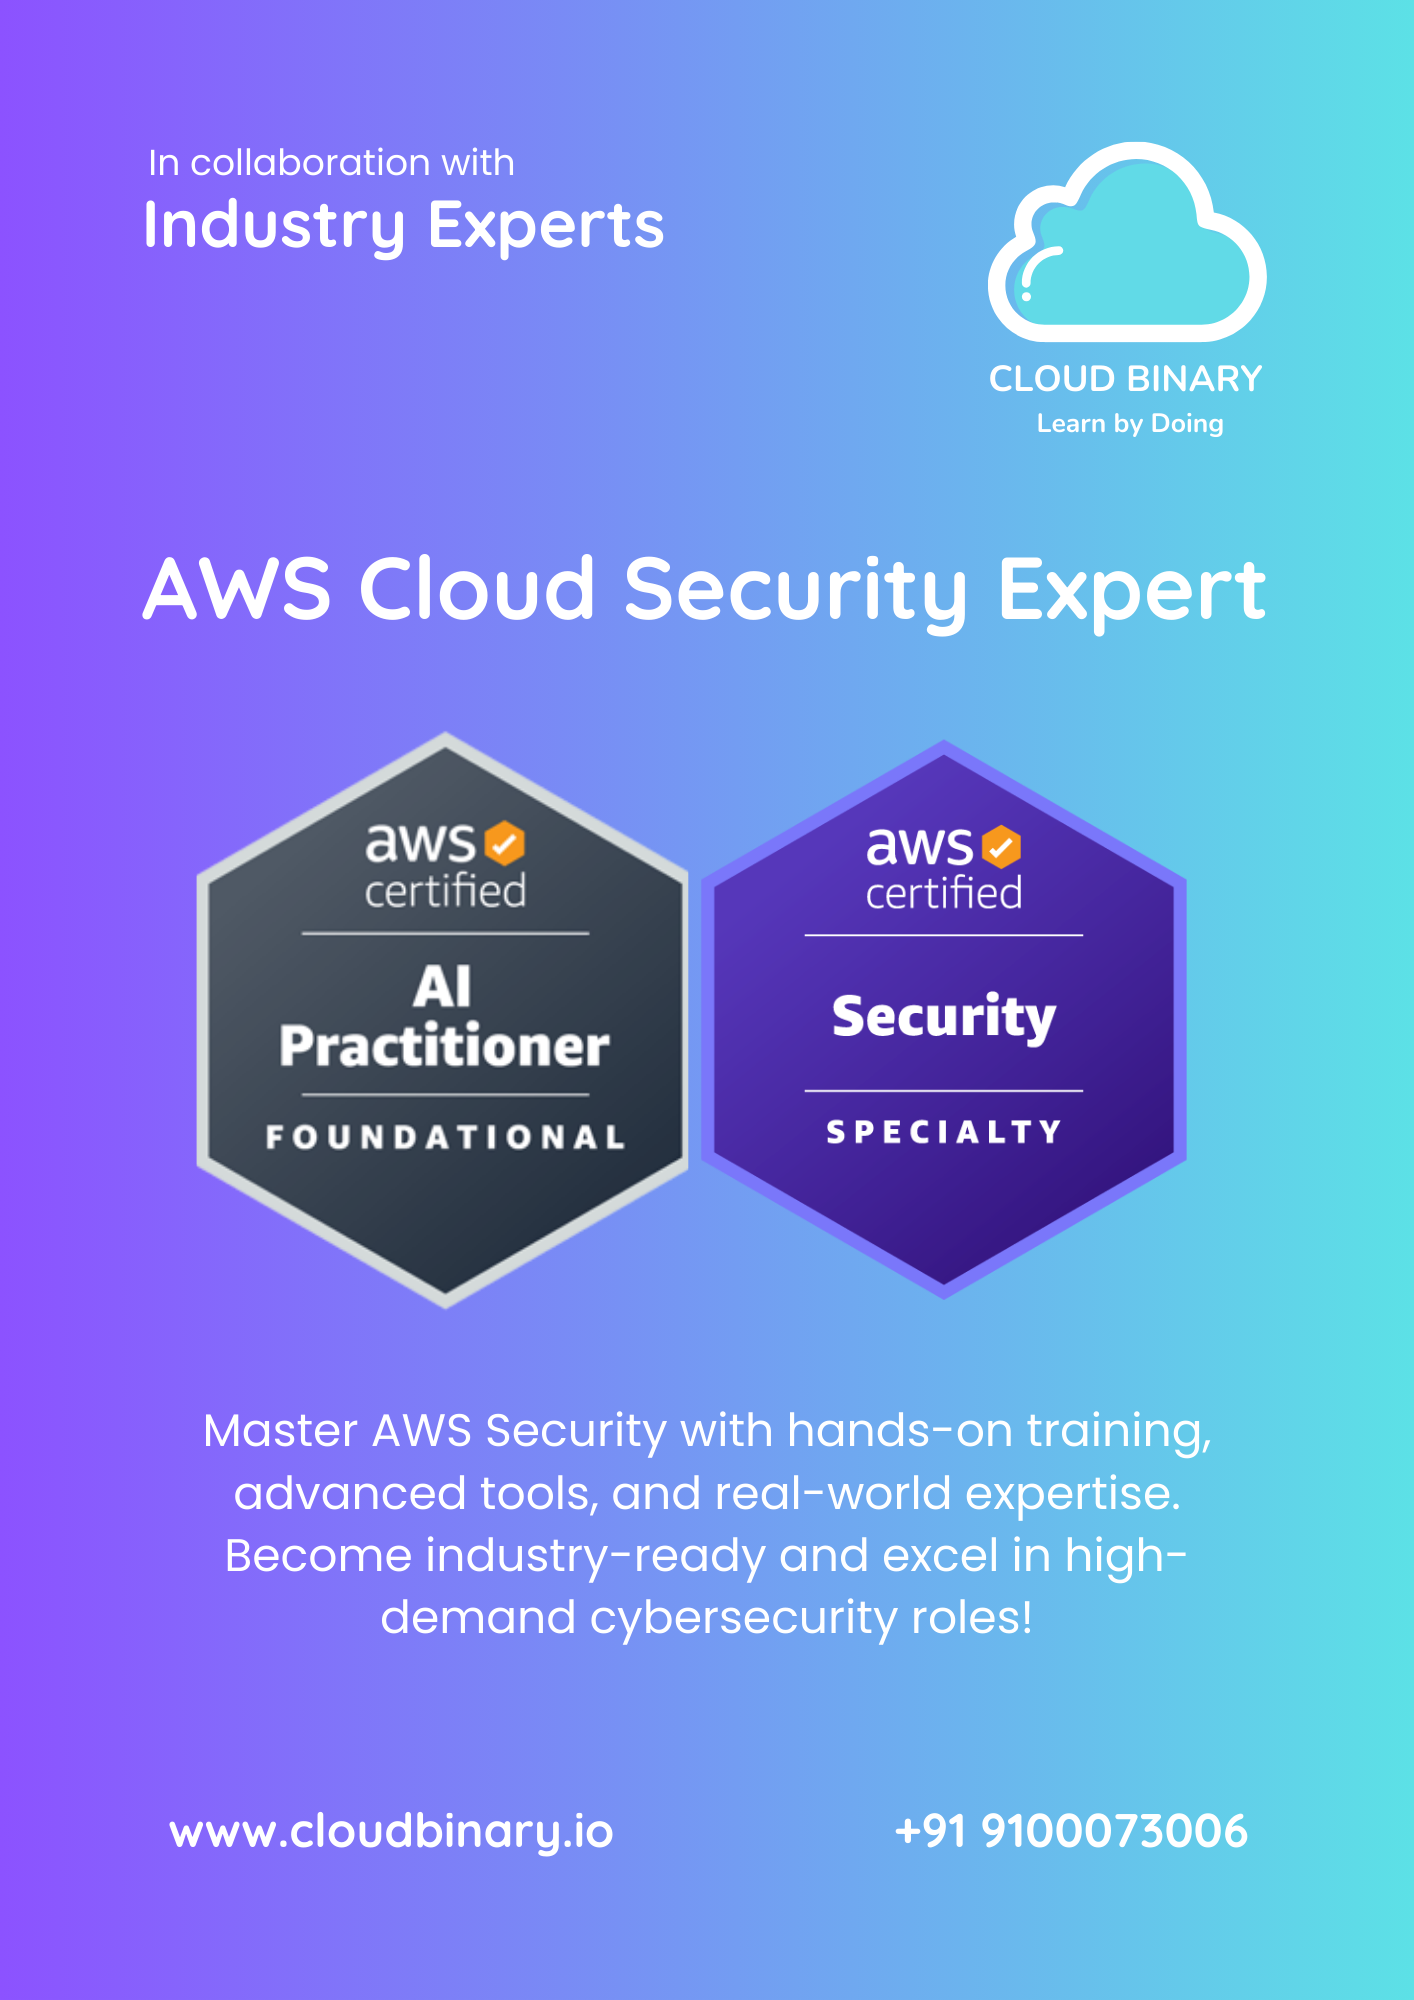 In collaboration with
Industry Experts
CLOUD BINARY
Learn by Doing
AWS Cloud Security Expert
aws
certified
AI
Practitioner
FOUNDATIONAL
aws
certified
Security
SPECIALTY
Master AWS Security with hands-on training,
advanced tools, and real-world expertise.
Become industry-ready and excel in high-
demand cybersecurity roles!
www.cloudbinary.io
+91 9100073006